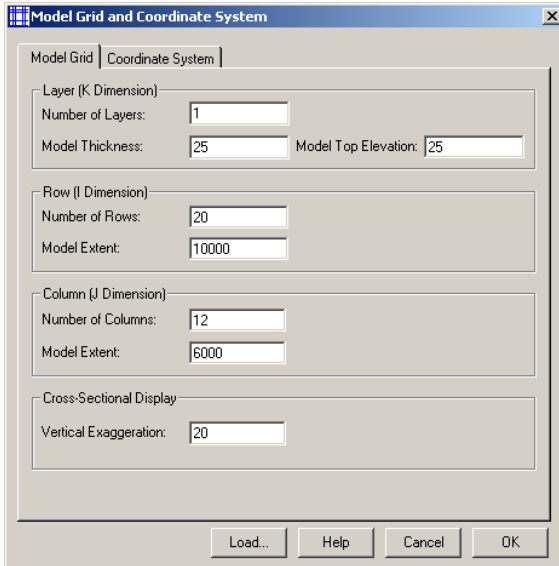 Model Grid and Coordinate System
Model Grid Coordinate System
Layer (K Dimension)
Number of Layers: 1
Model Thickness: 25 Model Top Elevation: 25
Row (I Dimension)
Number of Rows: 20
Model Extent: 10000
Column (J Dimension)
Number of Columns: 12
Model Extent: 6000
Cross-Sectional Display
Vertical Exaggeration: 20
Load... Help Cancel OK